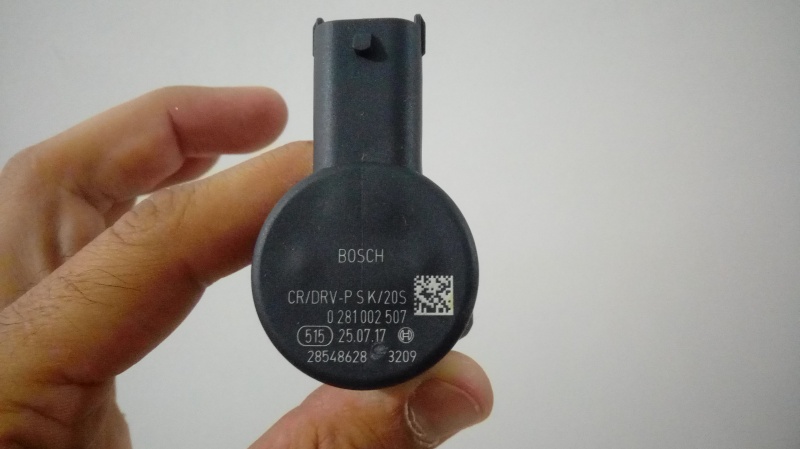 BOSCH
CR/DRV-P S K/20S
0 281 002 507
515 25.07.17
28548628 3209